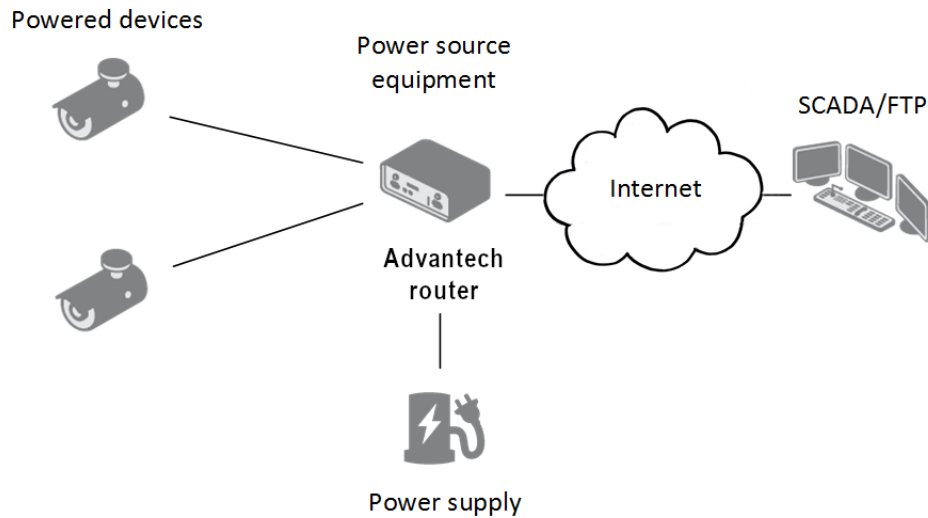 Powered devices
Power source
equipment
SCADA/FTP
Internet
Advantech
router
Power supply